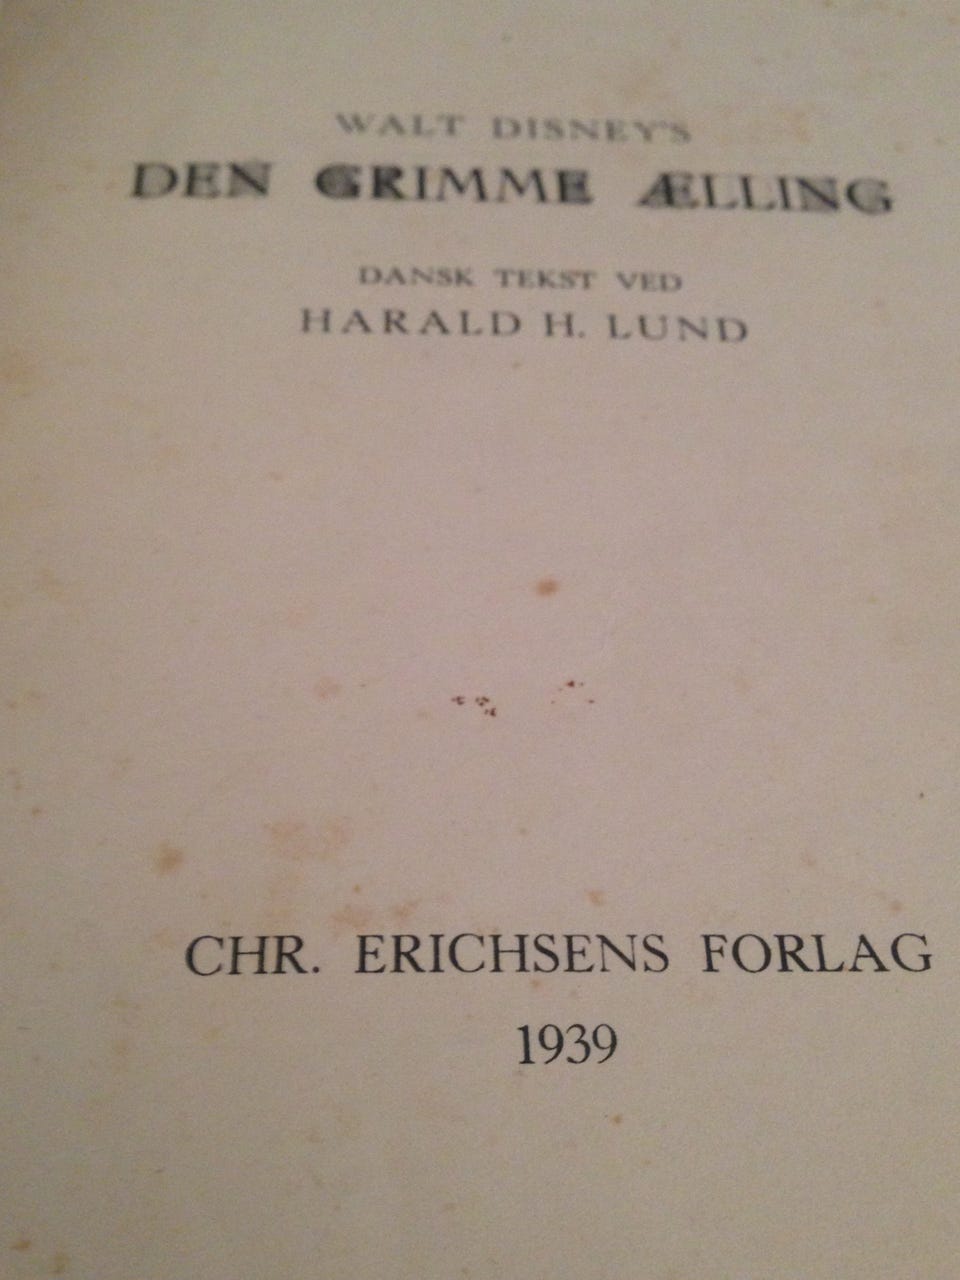 WALT DISNEY'S
DEN GRIMME ÆLLING
DANSK TEKST VED
HARALD H. LUND
CHR. ERICHSENS FORLAG
1939